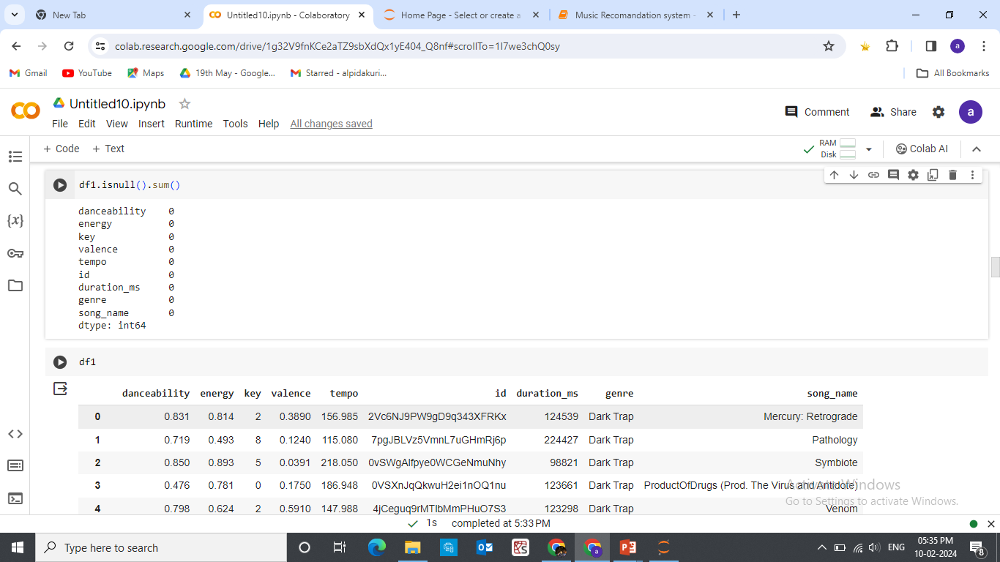 New Tab
Untitled10.ipynb - Colaboratory
Home Page - Select or create a
Music Recomandation system -
colab.research.google.com/drive/1g32V9fnKCe2aTZ9sbXdQx1yE404_Q8nf#scrollTo=1I7we3chQ0sy
a
Gmail YouTube Maps 19th May - Google... Starred - alpidakuri... All Bookmarks
Untitled10.ipynb
Comment Share a
File Edit View Insert Runtime Tools Help All changes saved
+ Code + Text RAM Disk Colab AI
df1.isnull().sum()
danceability 0
energy 0
key 0
valence 0
tempo 0
id 0
duration_ms 0
genre 0
song_name 0
dtype: int64
df1
danceability energy key valence tempo id duration_ms genre song_name
0 0.831 0.814 2 0.3890 156.985 2Vc6NJ9PW9gD9q343XFRKx 124539 Dark Trap Mercury: Retrograde
1 0.719 0.493 8 0.1240 115.080 7pgJBLVz5VmnL7uGHmRj6p 224427 Dark Trap Pathology
2 0.850 0.893 5 0.0391 218.050 0vSWgAlfpye0WCGeNmuNhy 98821 Dark Trap Symbiote
3 0.476 0.781 0 0.1750 186.948 0VSXnJqQkwuH2ei1nOQ1nu 123661 Dark Trap ProductOfDrugs (Prod. The Virus and Antidote)
4 0.798 0.624 2 0.5910 147.988 4jCeguq9rMTlbMmPHuO7S3 123298 Dark Trap Venom
Activate Windows
Go to Settings to activate Windows.
1s completed at 5:33 PM
Type here to search
ENG
05:35 PM
10-02-2024
8